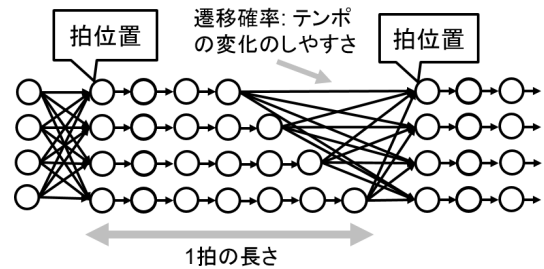 拍位置
遷移確率: テンポ
の変化のしやすさ
拍位置
1拍の長さ